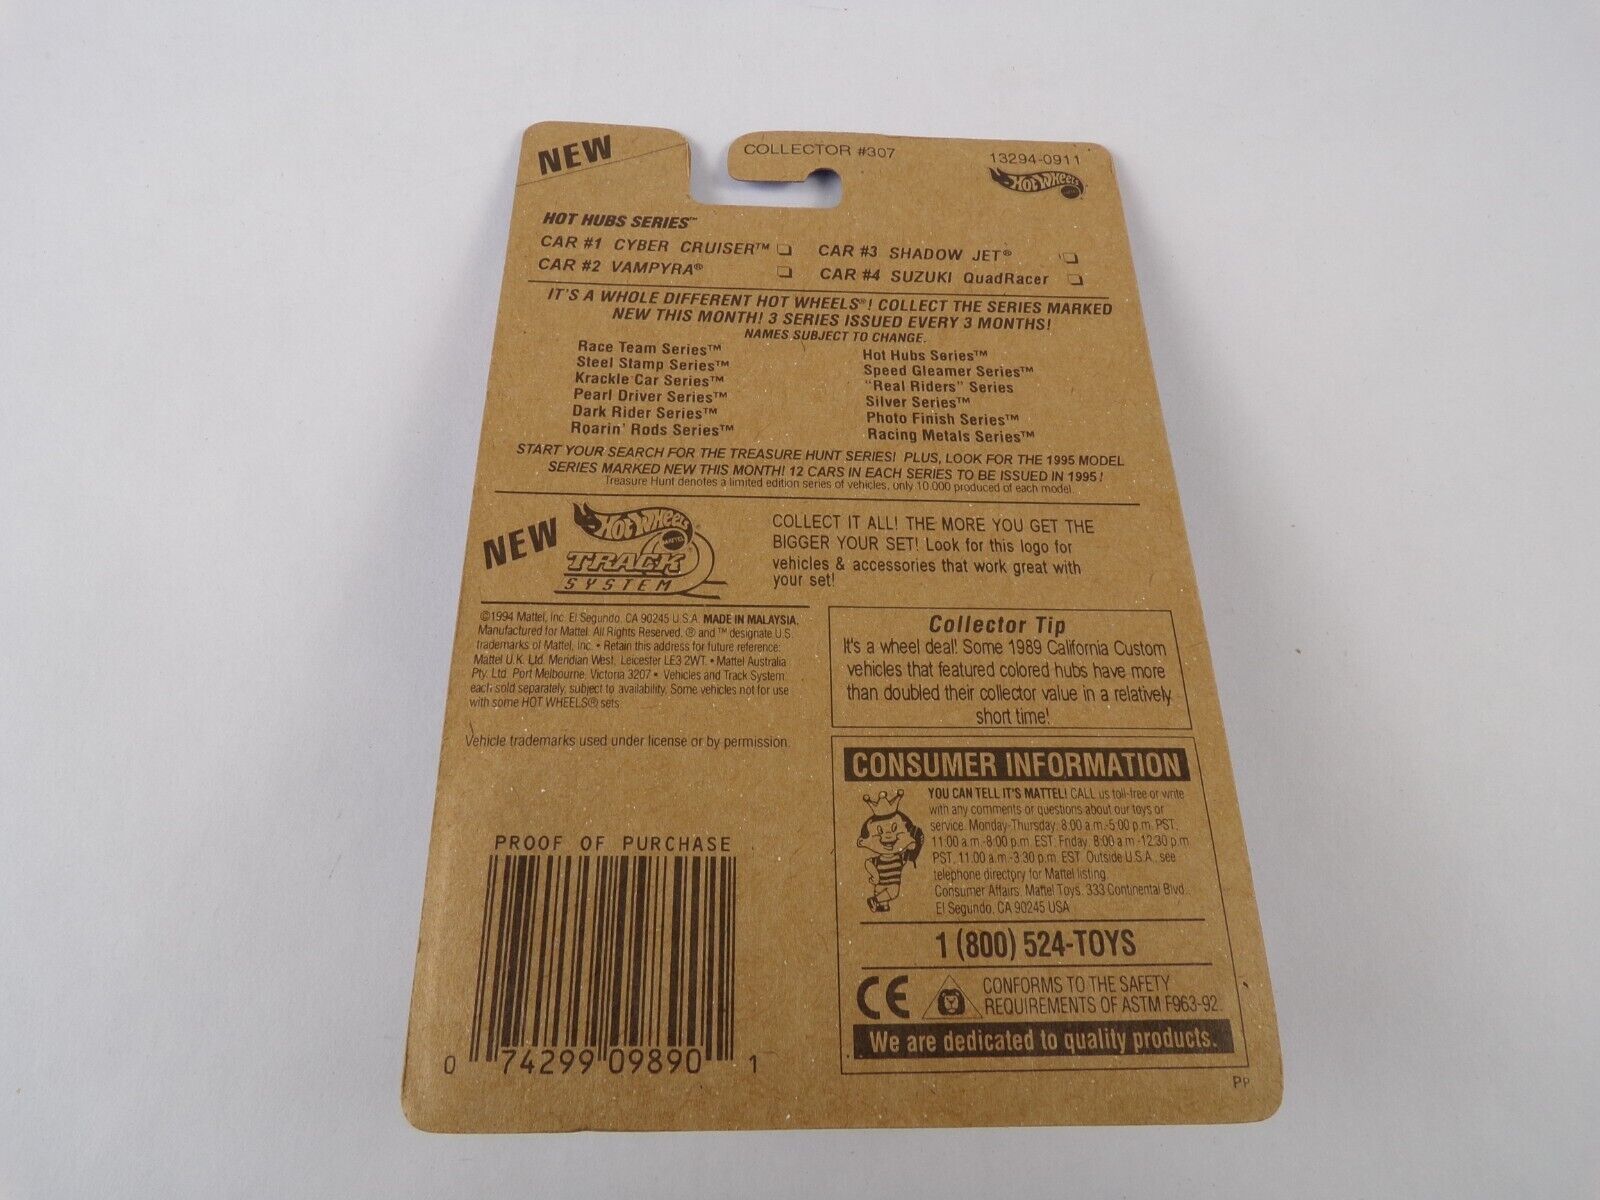 NEW
COLLECTOR #307
13294-0911
Hot Wheels
HOT HUBS SERIES™
CAR #1 CYBER CRUISER™
CAR #3 SHADOW JET®
CAR #2 VAMPYRA®
CAR #4 SUZUKI QuadRacer
IT'S A WHOLE DIFFERENT HOT WHEELS®! COLLECT THE SERIES MARKED
NEW THIS MONTH! 3 SERIES ISSUED EVERY 3 MONTHS!
NAMES SUBJECT TO CHANGE.
Race Team Series™
Steel Stamp Series™
Krackle Car Series™
Pearl Driver Series™
Dark Rider Series™
Roarin' Rods Series™
Hot Hubs Series™
Speed Gleamer Series™
"Real Riders" Series
Silver Series™
Photo Finish Series™
Racing Metals Series™
START YOUR SEARCH FOR THE TREASURE HUNT SERIES! PLUS, LOOK FOR THE 1995 MODEL
SERIES MARKED NEW THIS MONTH! 12 CARS IN EACH SERIES TO BE ISSUED IN 1995!
Treasure Hunt denotes a limited edition series of vehicles, only 10,000 produced of each model.
NEW
Hot Wheels
MATTEL
TRACK
SYSTEM
COLLECT IT ALL! THE MORE YOU GET THE
BIGGER YOUR SET! Look for this logo for
vehicles & accessories that work great with
your set!
©1994 Mattel, Inc. El Segundo, CA 90245 U.S.A. MADE IN MALAYSIA.
Manufactured for Mattel. All Rights Reserved. ® and ™ designate U.S.
trademarks of Mattel, Inc. • Retain this address for future reference:
Mattel U.K. Ltd. Meridian West, Leicester LE3 2WT. • Mattel Australia
Pty. Ltd. Port Melbourne, Victoria 3207 • Vehicles and Track System
each sold separately, subject to availability. Some vehicles not for use
with some HOT WHEELS® sets.
Vehicle trademarks used under license or by permission.
Collector Tip
It's a wheel deal! Some 1989 California Custom
vehicles that featured colored hubs have more
than doubled their collector value in a relatively
short time!
CONSUMER INFORMATION
YOU CAN TELL IT'S MATTEL! CALL us toll-free or write
with any comments or questions about our toys or
service. Monday-Thursday, 8:00 a.m.-5:00 p.m. PST,
11:00 a.m.-8:00 p.m. EST. Friday, 8:00 a.m.-12:30 p.m.
PST, 11:00 a.m.-3:30 p.m. EST. Outside U.S.A., see
telephone directory for Mattel listing.
Consumer Affairs, Mattel Toys, 333 Continental Blvd.,
El Segundo, CA 90245 USA
1 (800) 524-TOYS
CE
CONFORMS TO THE SAFETY
REQUIREMENTS OF ASTM F963-92.
We are dedicated to quality products.
PROOF OF PURCHASE
0 74299 09890 1
PP